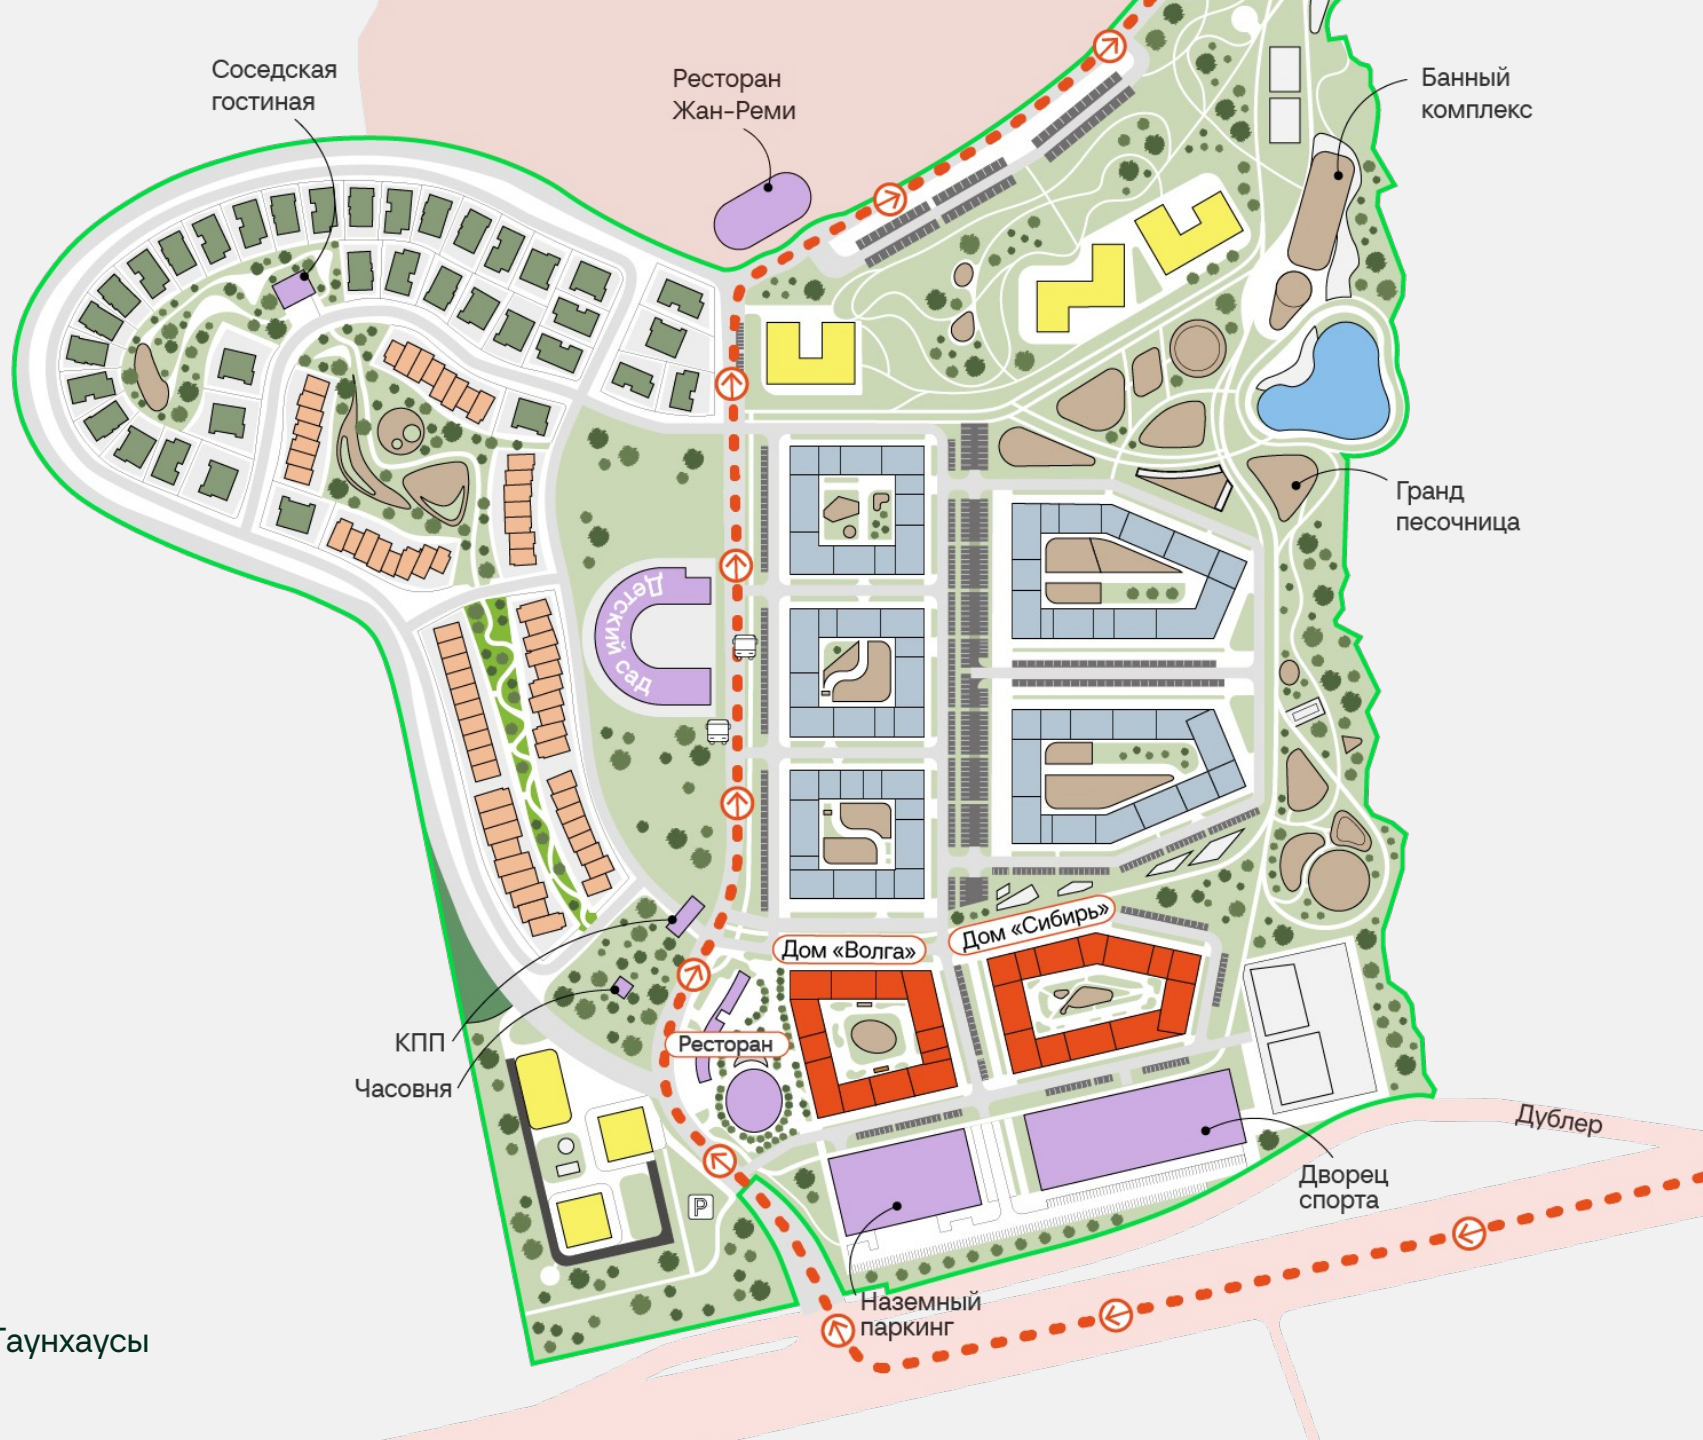 Соседская
гостиная
Ресторан
Жан-Реми
Банный
комплекс
Гранд
песочница
Детский сад
Дом «Волга»
Дом «Сибирь»
КПП
Часовня
Ресторан
P
Дублер
Дворец
спорта
Наземный
паркинг
Таунхаусы